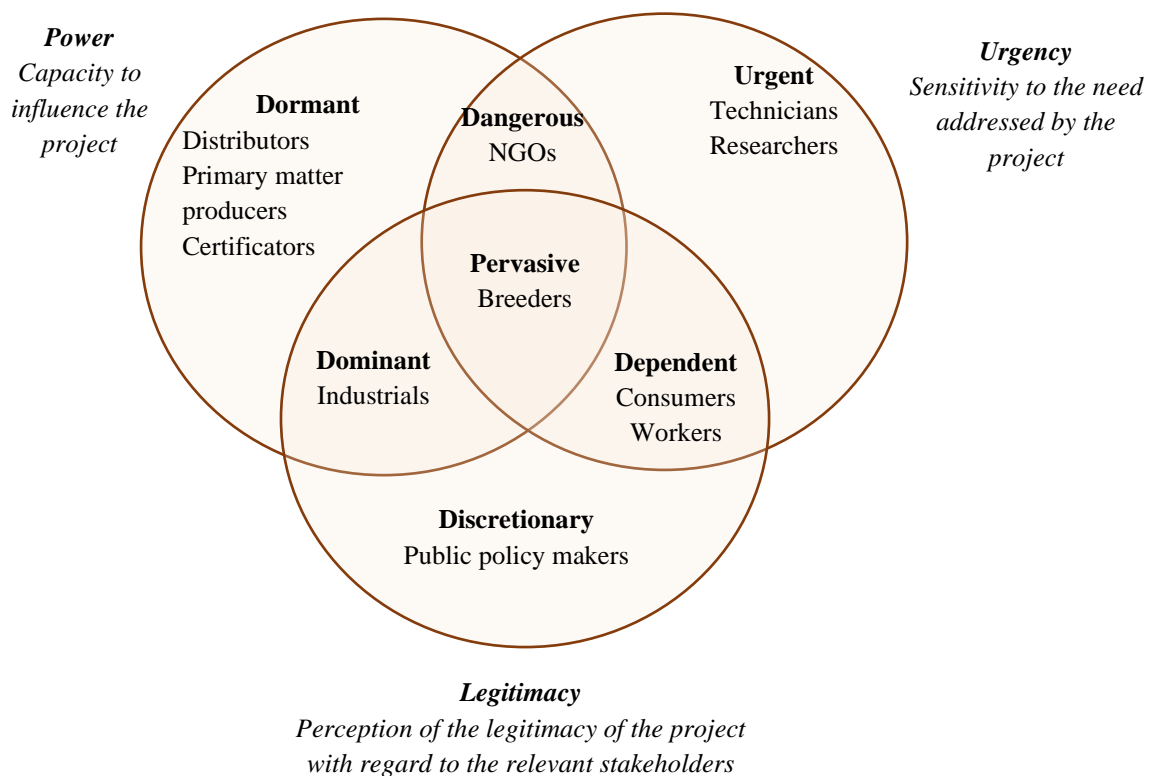 Power
Capacity to
influence the
project
Dormant
Distributors
Primary matter
producers
Certificators
Dangerous
NGOs
Urgent
Technicians
Researchers
Urgency
Sensitivity to the need
addressed by the
project
Pervasive
Breeders
Dominant
Industrials
Dependent
Consumers
Workers
Discretionary
Public policy makers
Legitimacy
Perception of the legitimacy of the project
with regard to the relevant stakeholders